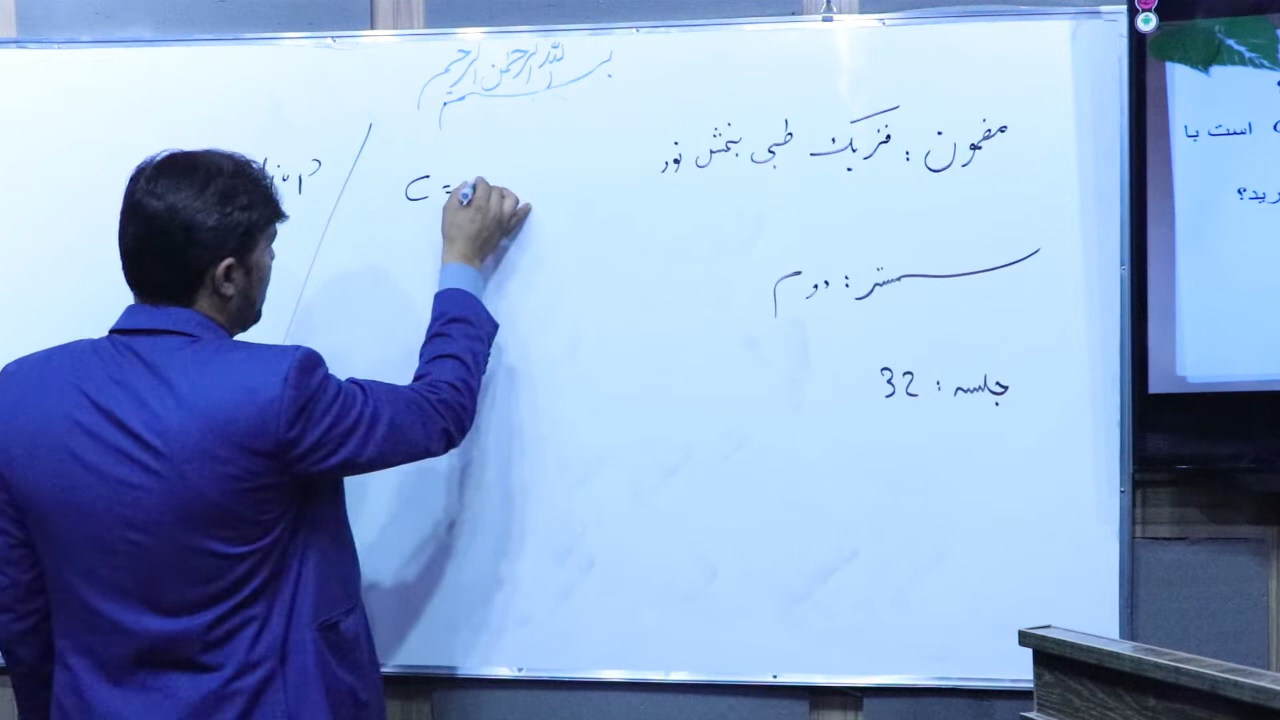 بسم الله الرحمن الرحیم
مضمون : فزیک طبی بخش نور
سمستر : دوم
جلسه : 32
C =
است با
رید؟